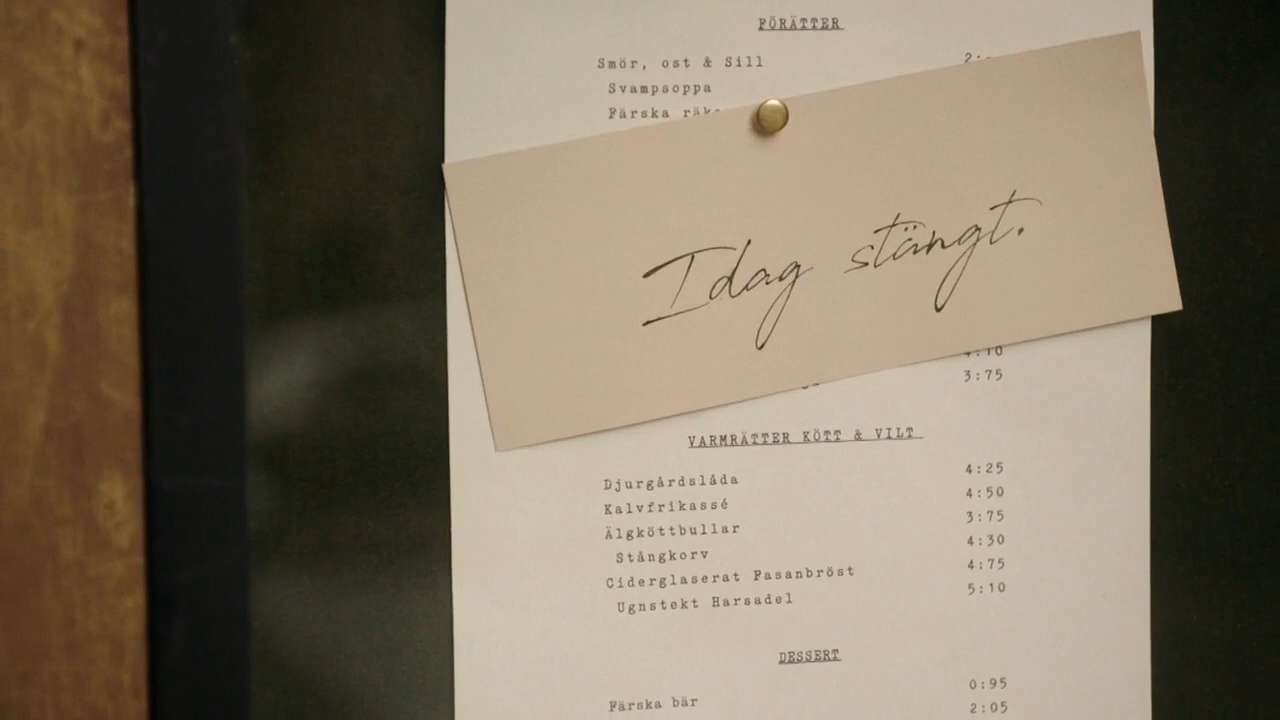 FÖRÄTTER
Smör, ost & Sill
Svampsoppa
Färska
Idag stängt.
4:10
3:75
VARMRÄTTER KÖTT & VILT
Djurgårdslåda 4:25
Kalvfrikassé 4:50
Älgköttbullar 3:75
Stångkorv 4:30
Ciderglaserat Fasanbröst 4:75
Ugnstekt Harsadel 5:10
DESSERT
Färska bär 0:95
2:05